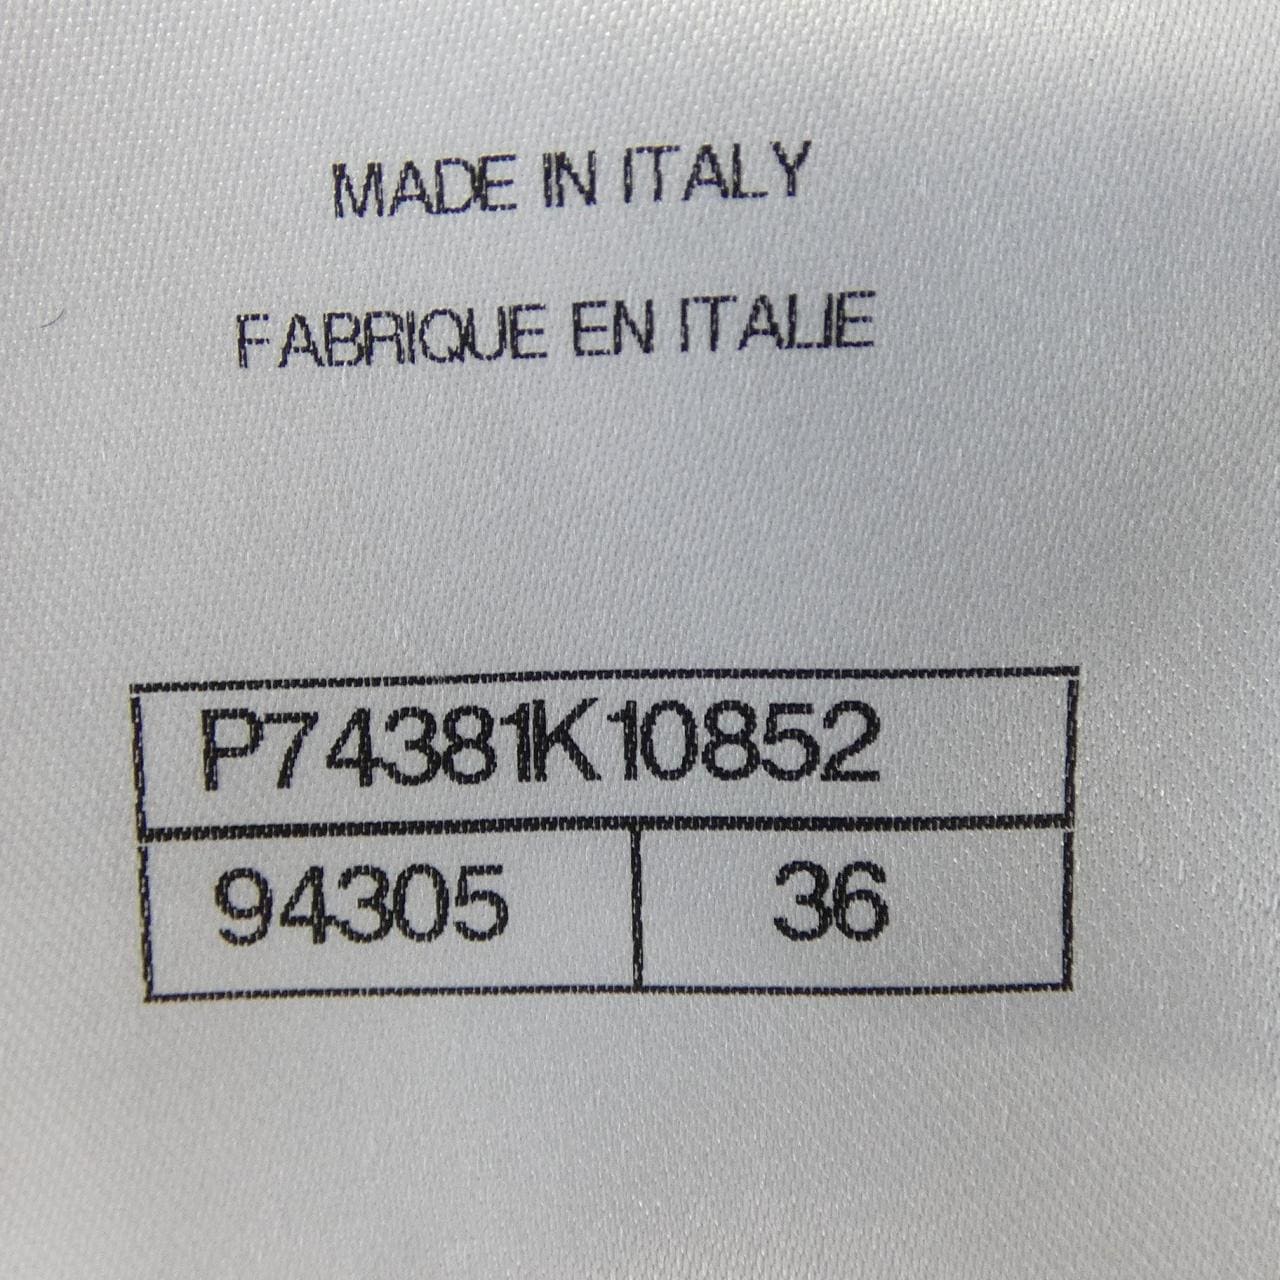 MADE IN ITALY
FABRIQUE EN ITALIE
P74381K10852
94305 36